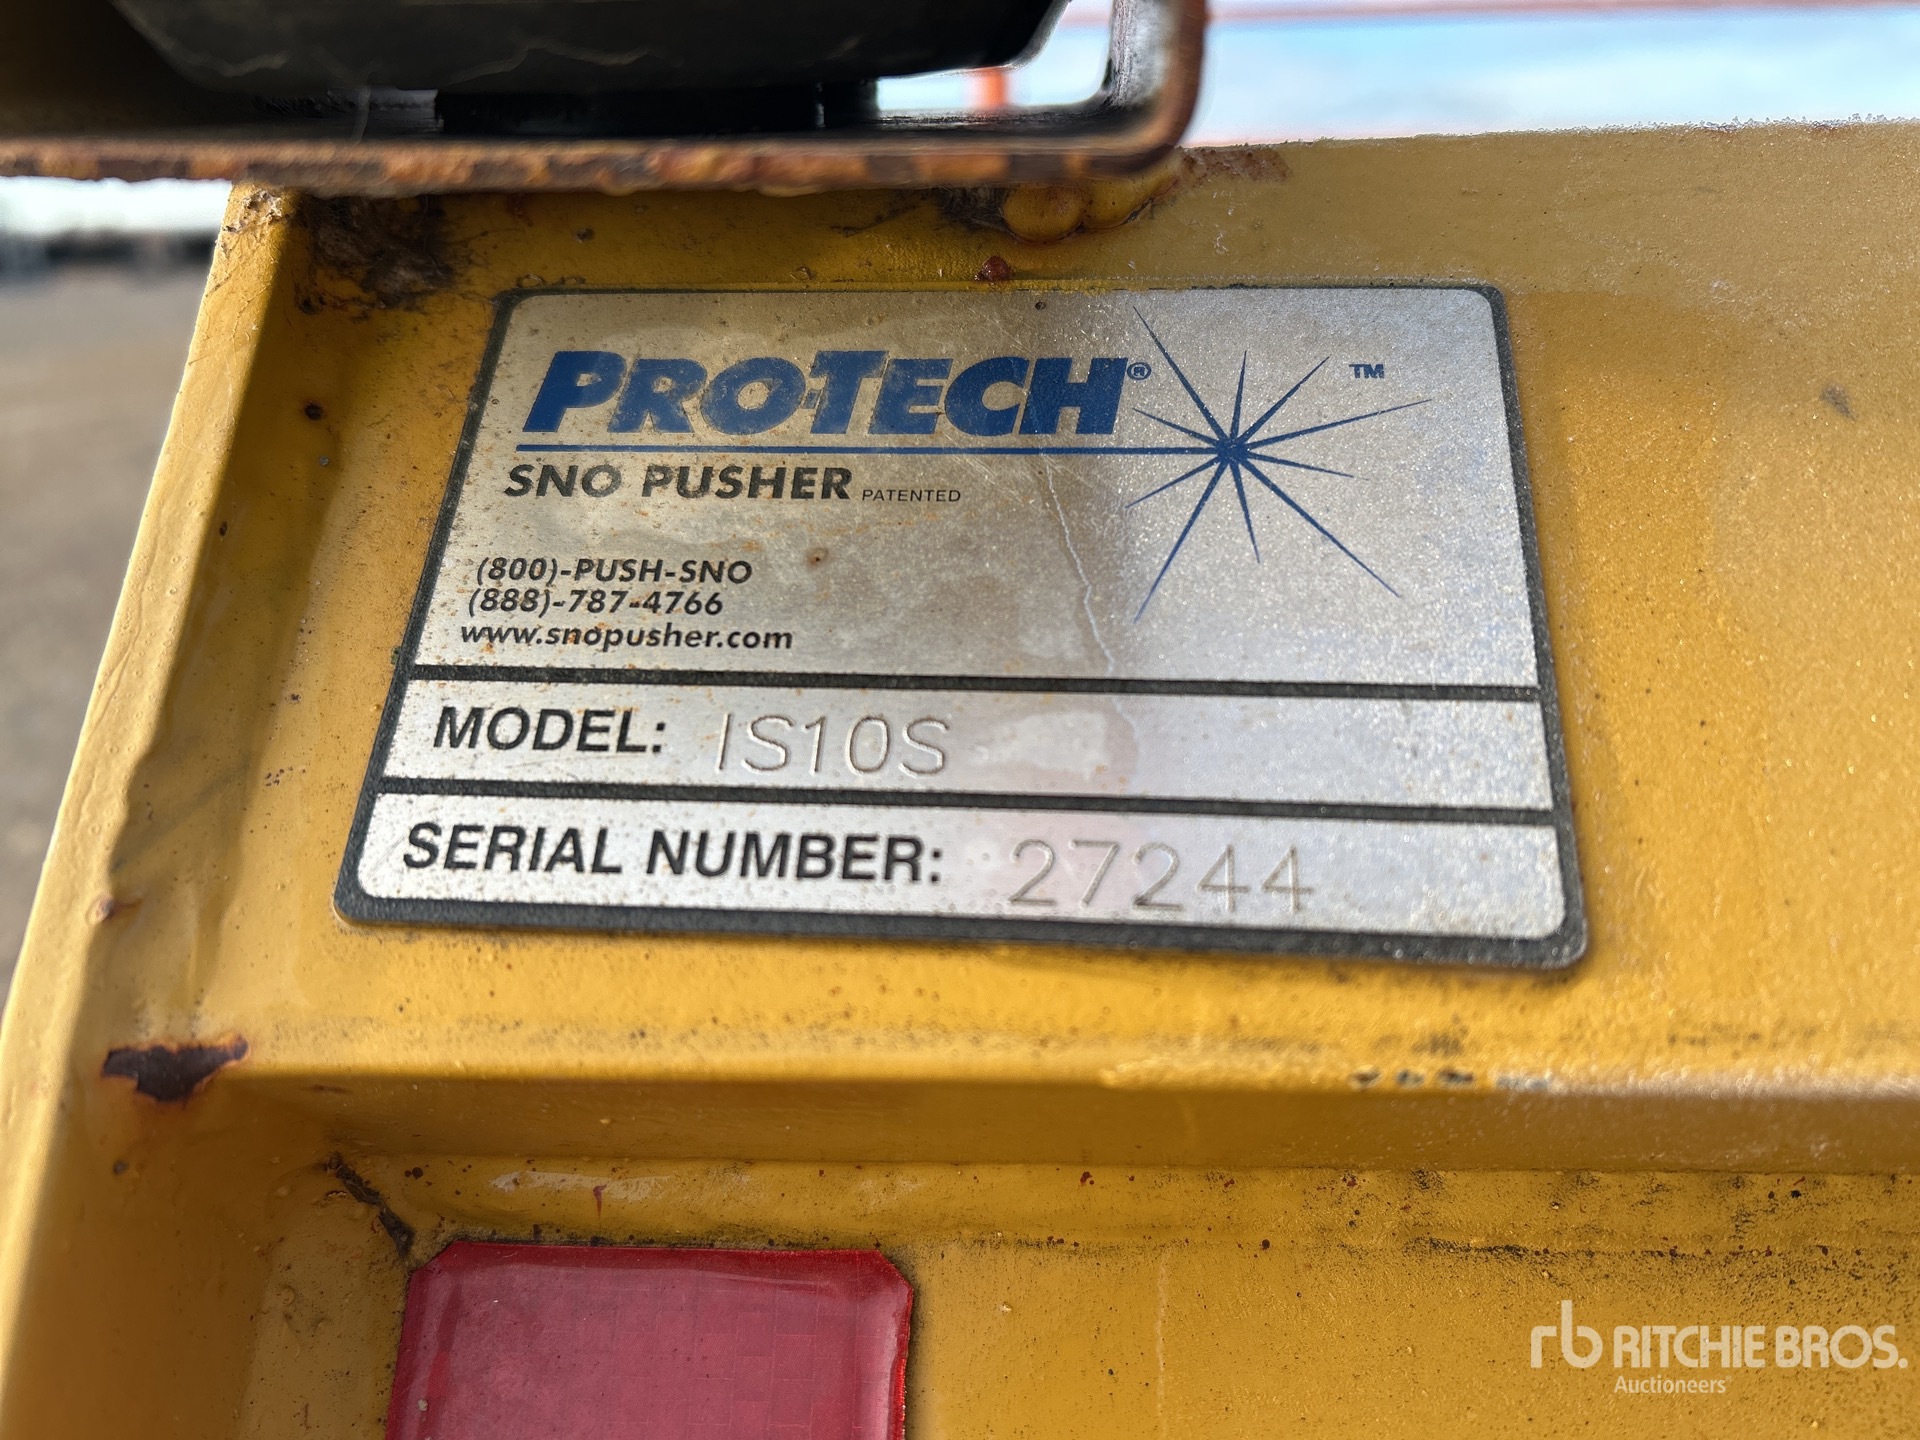 PRO-TECH® TM
SNO PUSHER PATENTED
(800)-PUSH-SNO
(888)-787-4766
www.snopusher.com
MODEL: IS10S
SERIAL NUMBER: 27244
rb RITCHIE BROS.
Auctioneers